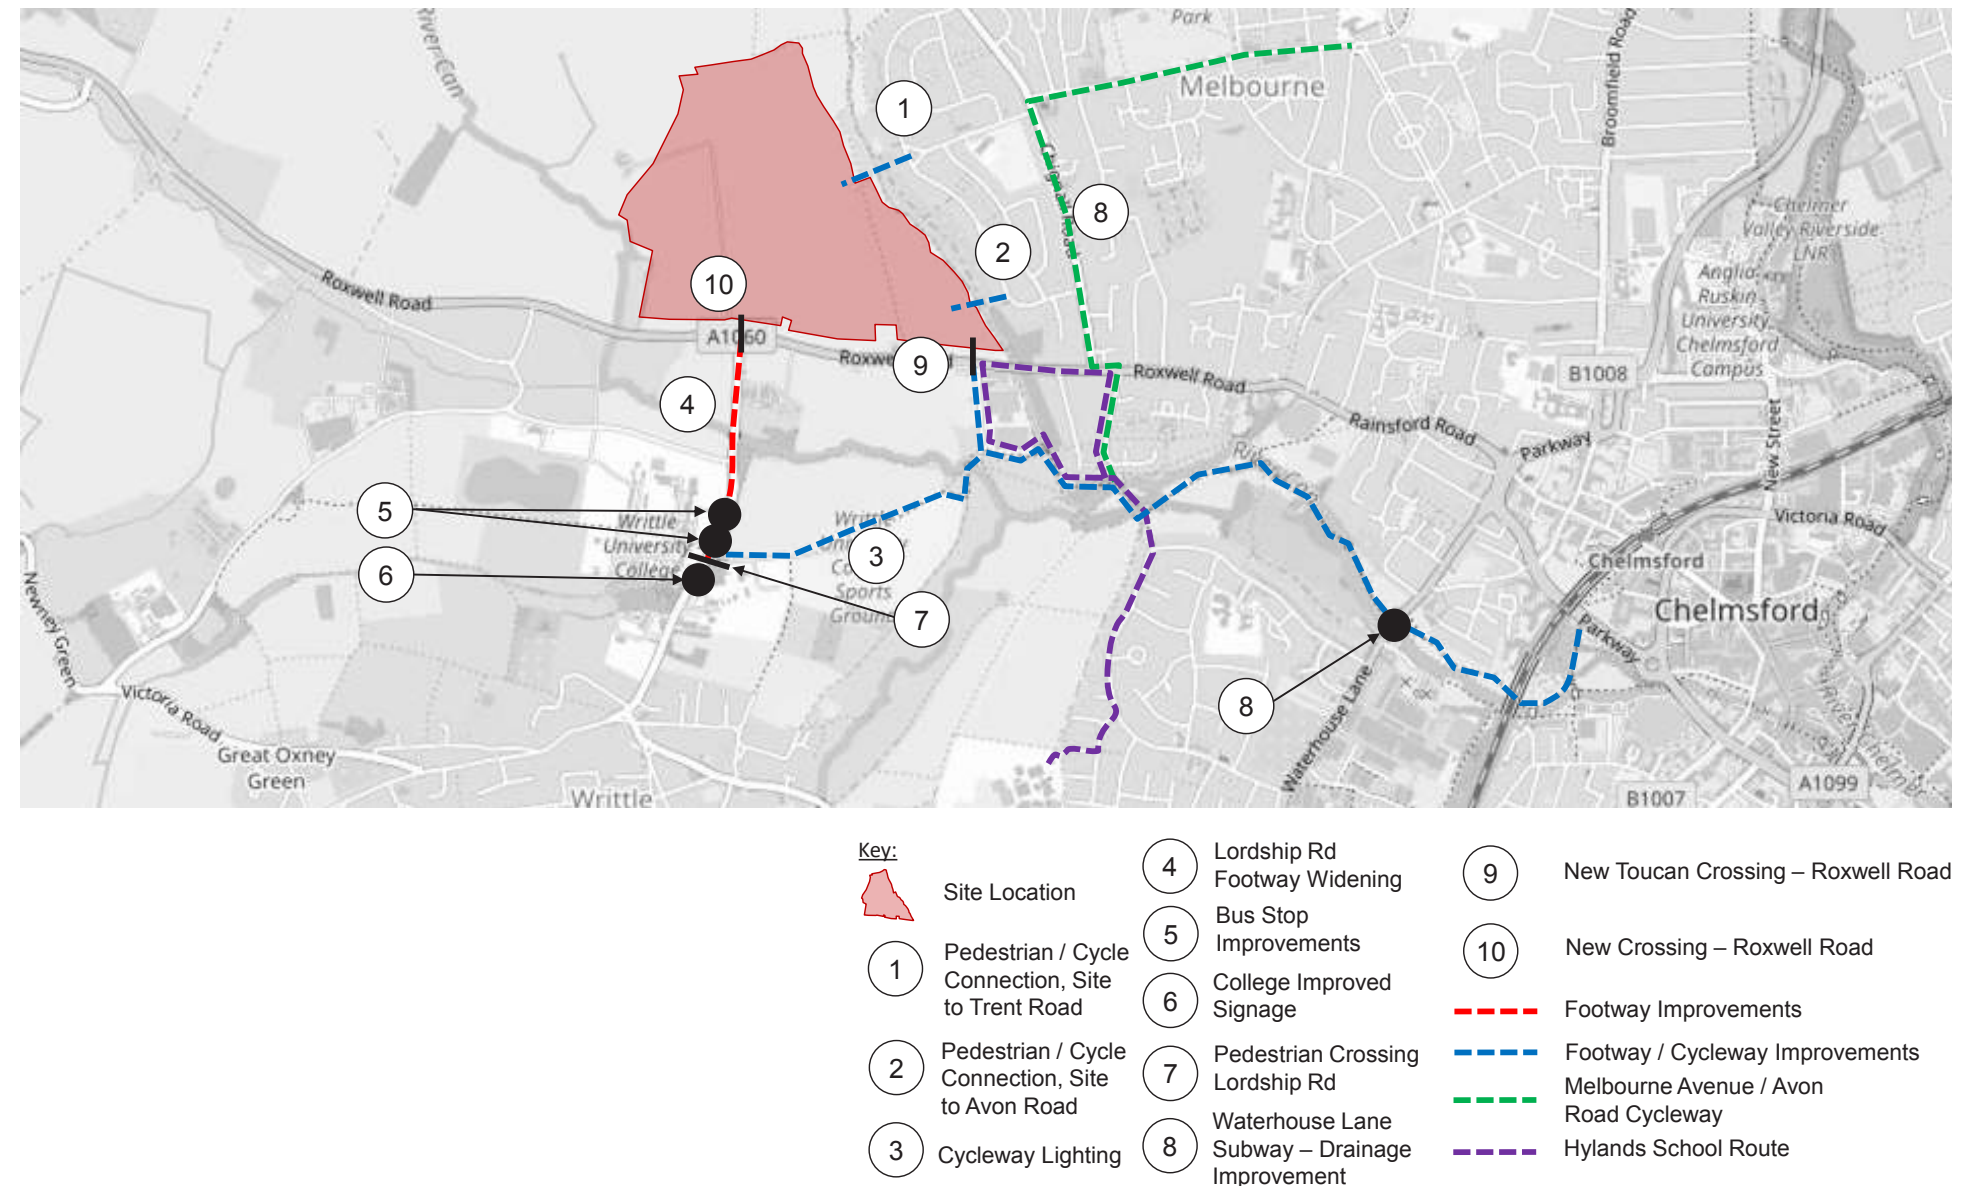 River Can
Park
Melbourne
Broomfield Road
1
Chignal Road
8
Chelmer
Valley Riverside
LNR
2
Anglia
Ruskin
University,
Chelmsford
Campus
10
Roxwell Road
A1060
9
Roxwell Road
B1008
4
Rainsford Road
Parkway
New Street
5
Writtle
University
College
Writtle
Sports
3
Victoria Road
6
Chelmsford
7
Chelmsford
Parkway
Newney Green
8
Waterhouse Lane
Victoria Road
Great Oxney
Green
Writtle
B1007
A1099
Key:
Site Location
1
Pedestrian / Cycle
Connection, Site
to Trent Road
2
Pedestrian / Cycle
Connection, Site
to Avon Road
3
Cycleway Lighting
4
Lordship Rd
Footway Widening
5
Bus Stop
Improvements
6
College Improved
Signage
7
Pedestrian Crossing
Lordship Rd
8
Waterhouse Lane
Subway – Drainage
Improvement
9
New Toucan Crossing – Roxwell Road
10
New Crossing – Roxwell Road
Footway Improvements
Footway / Cycleway Improvements
Melbourne Avenue / Avon
Road Cycleway
Hylands School Route